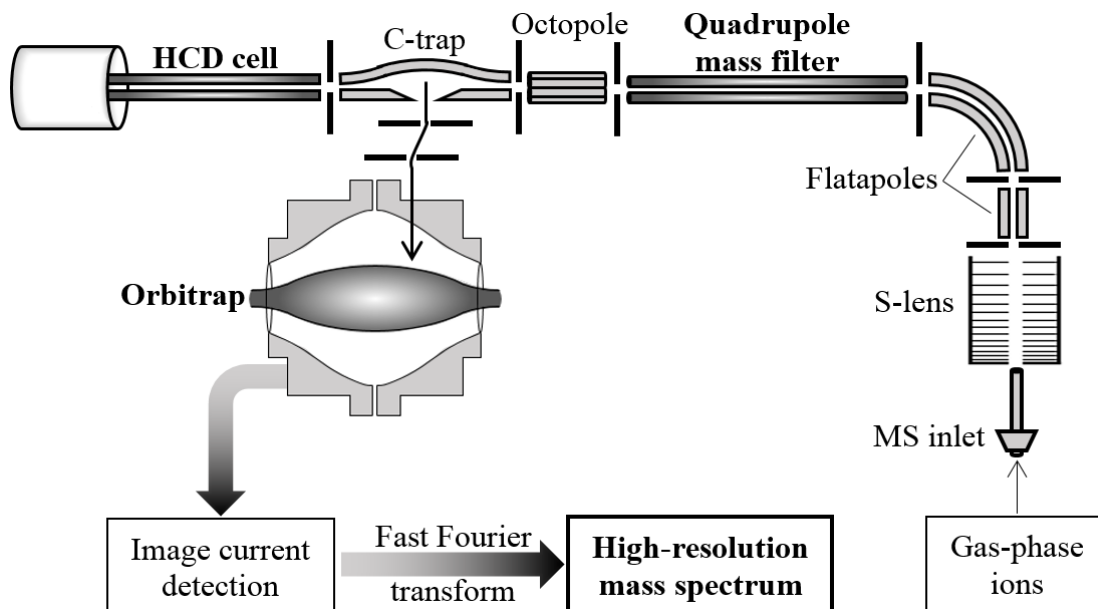 Octopole
C-trap
Quadrupole
mass filter
HCD cell
Flatapoles
Orbitrap
S-lens
MS inlet
Image current
detection
Fast Fourier
transform
High-resolution
mass spectrum
Gas-phase
ions